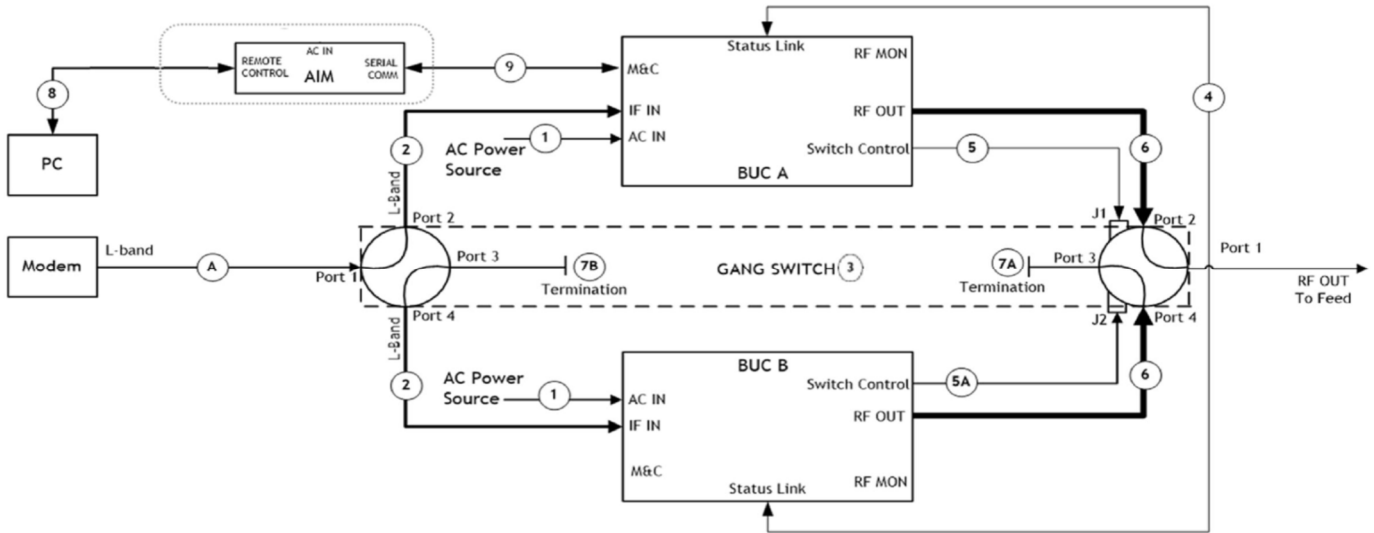 AC IN
REMOTE
CONTROL
AIM
SERIAL
COMM
9
8
PC
Status Link
RF MON
M&C
IF IN
RF OUT
AC IN
Switch Control
BUC A
1
AC Power
Source
2
L-Band
4
5
6
J1
Port 2
Port 2
Modem
L-band
A
Port 1
Port 3
7B
Termination
GANG SWITCH 3
7A
Termination
Port 3
Port 1
RF OUT
To Feed
Port 4
J2
Port 4
L-Band
2
AC Power
Source
1
BUC B
Switch Control
AC IN
RF OUT
IF IN
M&C
RF MON
Status Link
5A
6